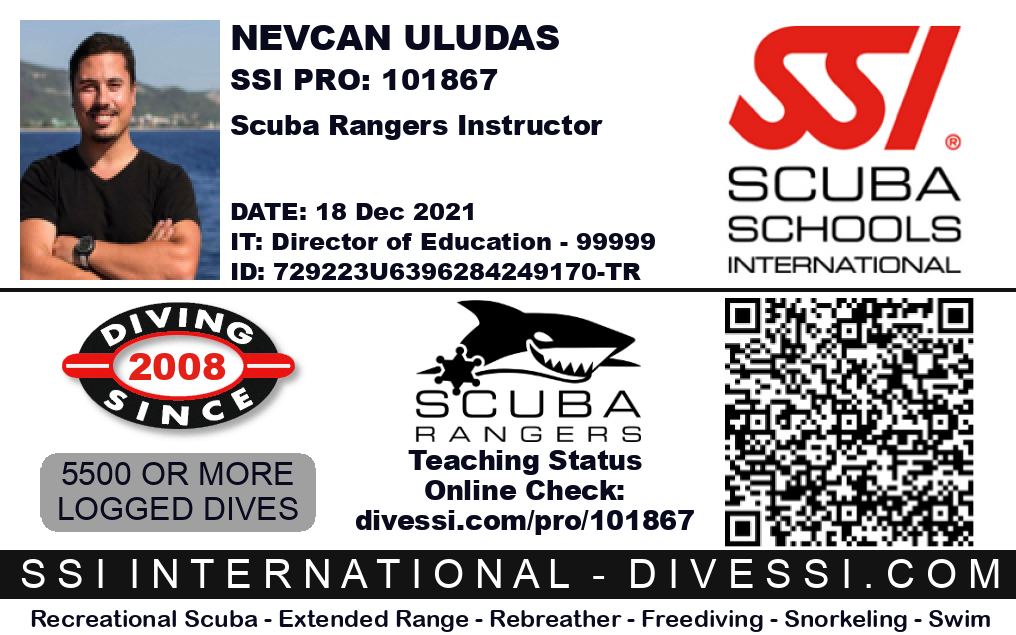 NEVCAN ULUDAS
SSI PRO: 101867
Scuba Rangers Instructor
DATE: 18 Dec 2021
IT: Director of Education - 99999
ID: 729223U6396284249170-TR
SSI®
SCUBA
SCHOOLS
INTERNATIONAL
DIVING
2008
SINCE
5500 OR MORE
LOGGED DIVES
SCUBA
RANGERS
Teaching Status
Online Check:
divessi.com/pro/101867
SSI INTERNATIONAL - DIVESSI.COM
Recreational Scuba - Extended Range - Rebreather - Freediving - Snorkeling - Swim